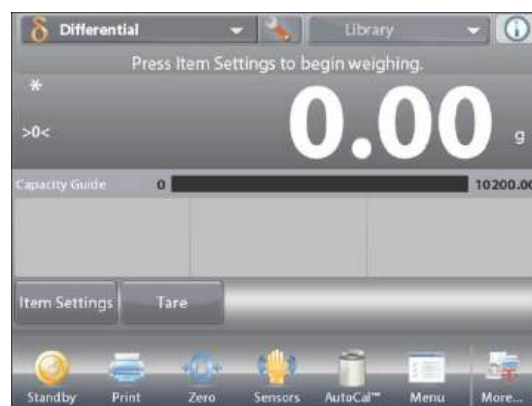 δ Differential Library
Press Item Settings to begin weighing.
*
>0< 0.00 g
Capacity Guide 0 10200.00
Item Settings Tare
Standby Print Zero Sensors AutoCal™ Menu More...